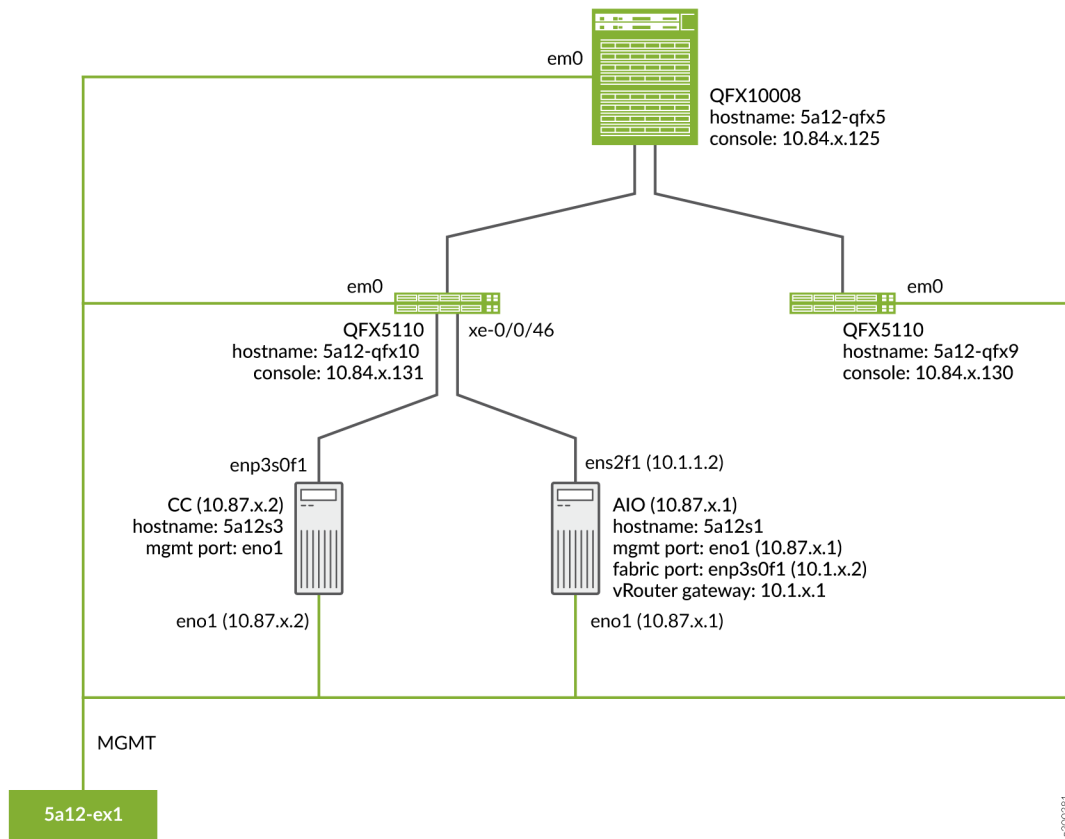 em0
QFX10008
hostname: 5a12-qfx5
console: 10.84.x.125
em0
em0
QFX5110
hostname: 5a12-qfx10
console: 10.84.x.131
xe-0/0/46
QFX5110
hostname: 5a12-qfx9
console: 10.84.x.130
enp3s0f1
ens2f1 (10.1.1.2)
CC (10.87.x.2)
hostname: 5a12s3
mgmt port: eno1
AIO (10.87.x.1)
hostname: 5a12s1
mgmt port: eno1 (10.87.x.1)
fabric port: enp3s0f1 (10.1.x.2)
vRouter gateway: 10.1.x.1
eno1 (10.87.x.2)
eno1 (10.87.x.1)
MGMT
5a12-ex1